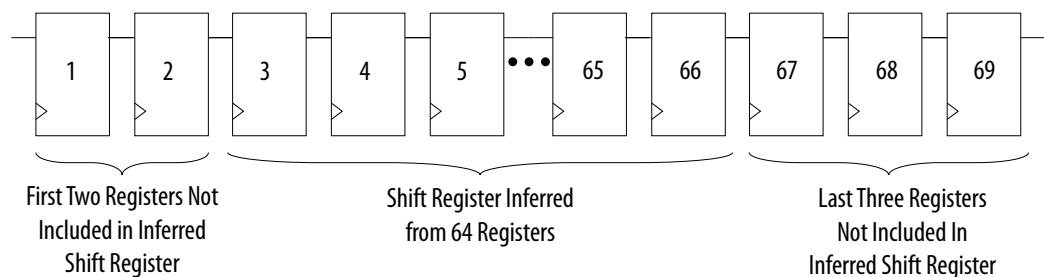 1 2 3 4 5 ••• 65 66 67 68 69
First Two Registers Not
Included in Inferred
Shift Register
Shift Register Inferred
from 64 Registers
Last Three Registers
Not Included In
Inferred Shift Register